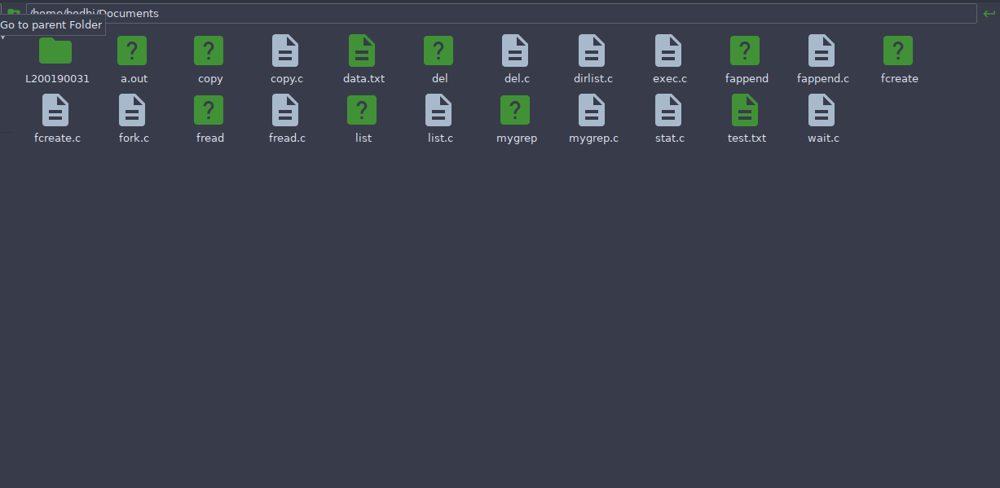 /home/bodhi/Documents
Go to parent Folder
L200190031 a.out copy copy.c data.txt del del.c dirlist.c exec.c fappend fappend.c fcreate
fcreate.c fork.c fread fread.c list list.c mygrep mygrep.c stat.c test.txt wait.c